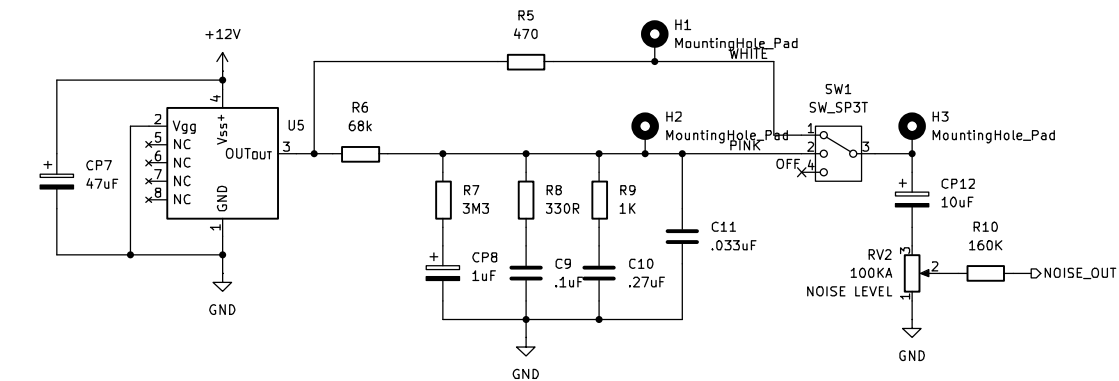 R5
470
H1
MountingHole_Pad
WHITE
+12V
4
SW1
SW_SP3T
R6
68k
H2
MountingHole_Pad
PINK
H3
MountingHole_Pad
2
Vgg
Vss+
U5
5
NC
6
NC
7
NC
8
NC
OUT
OUT
3
GND
1
CP7
47uF
1
2
OFF
4
3
R7
3M3
R8
330R
R9
1K
C11
.033uF
CP12
10uF
R10
160K
CP8
1uF
C9
.1uF
C10
.27uF
RV2
100KA
NOISE LEVEL
3
2
1
NOISE_OUT
GND
GND
GND